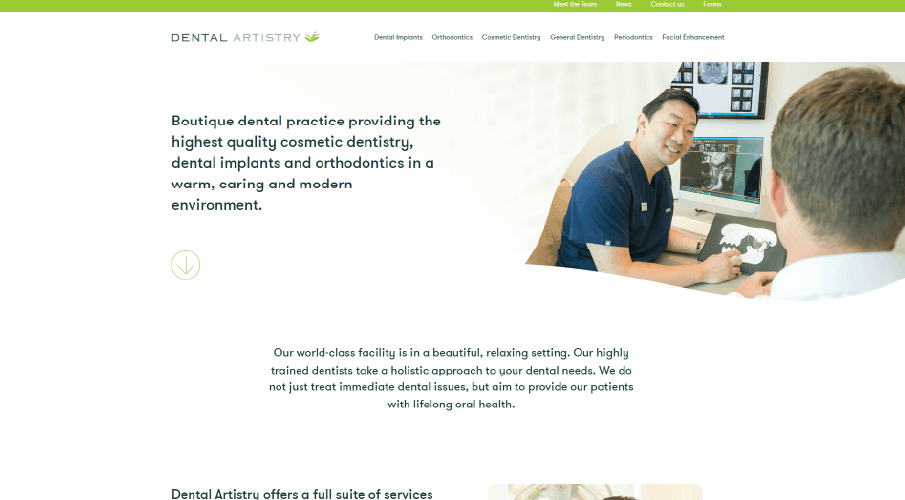 Meet the Team News Contact us Forms
DENTAL ARTISTRY
Dental Implants Orthodontics Cosmetic Dentistry General Dentistry Periodontics Facial Enhancement
Boutique dental practice providing the
highest quality cosmetic dentistry,
dental implants and orthodontics in a
warm, caring and modern
environment.
Our world-class facility is in a beautiful, relaxing setting. Our highly
trained dentists take a holistic approach to your dental needs. We do
not just treat immediate dental issues, but aim to provide our patients
with lifelong oral health.
Dental Artistry offers a full suite of services